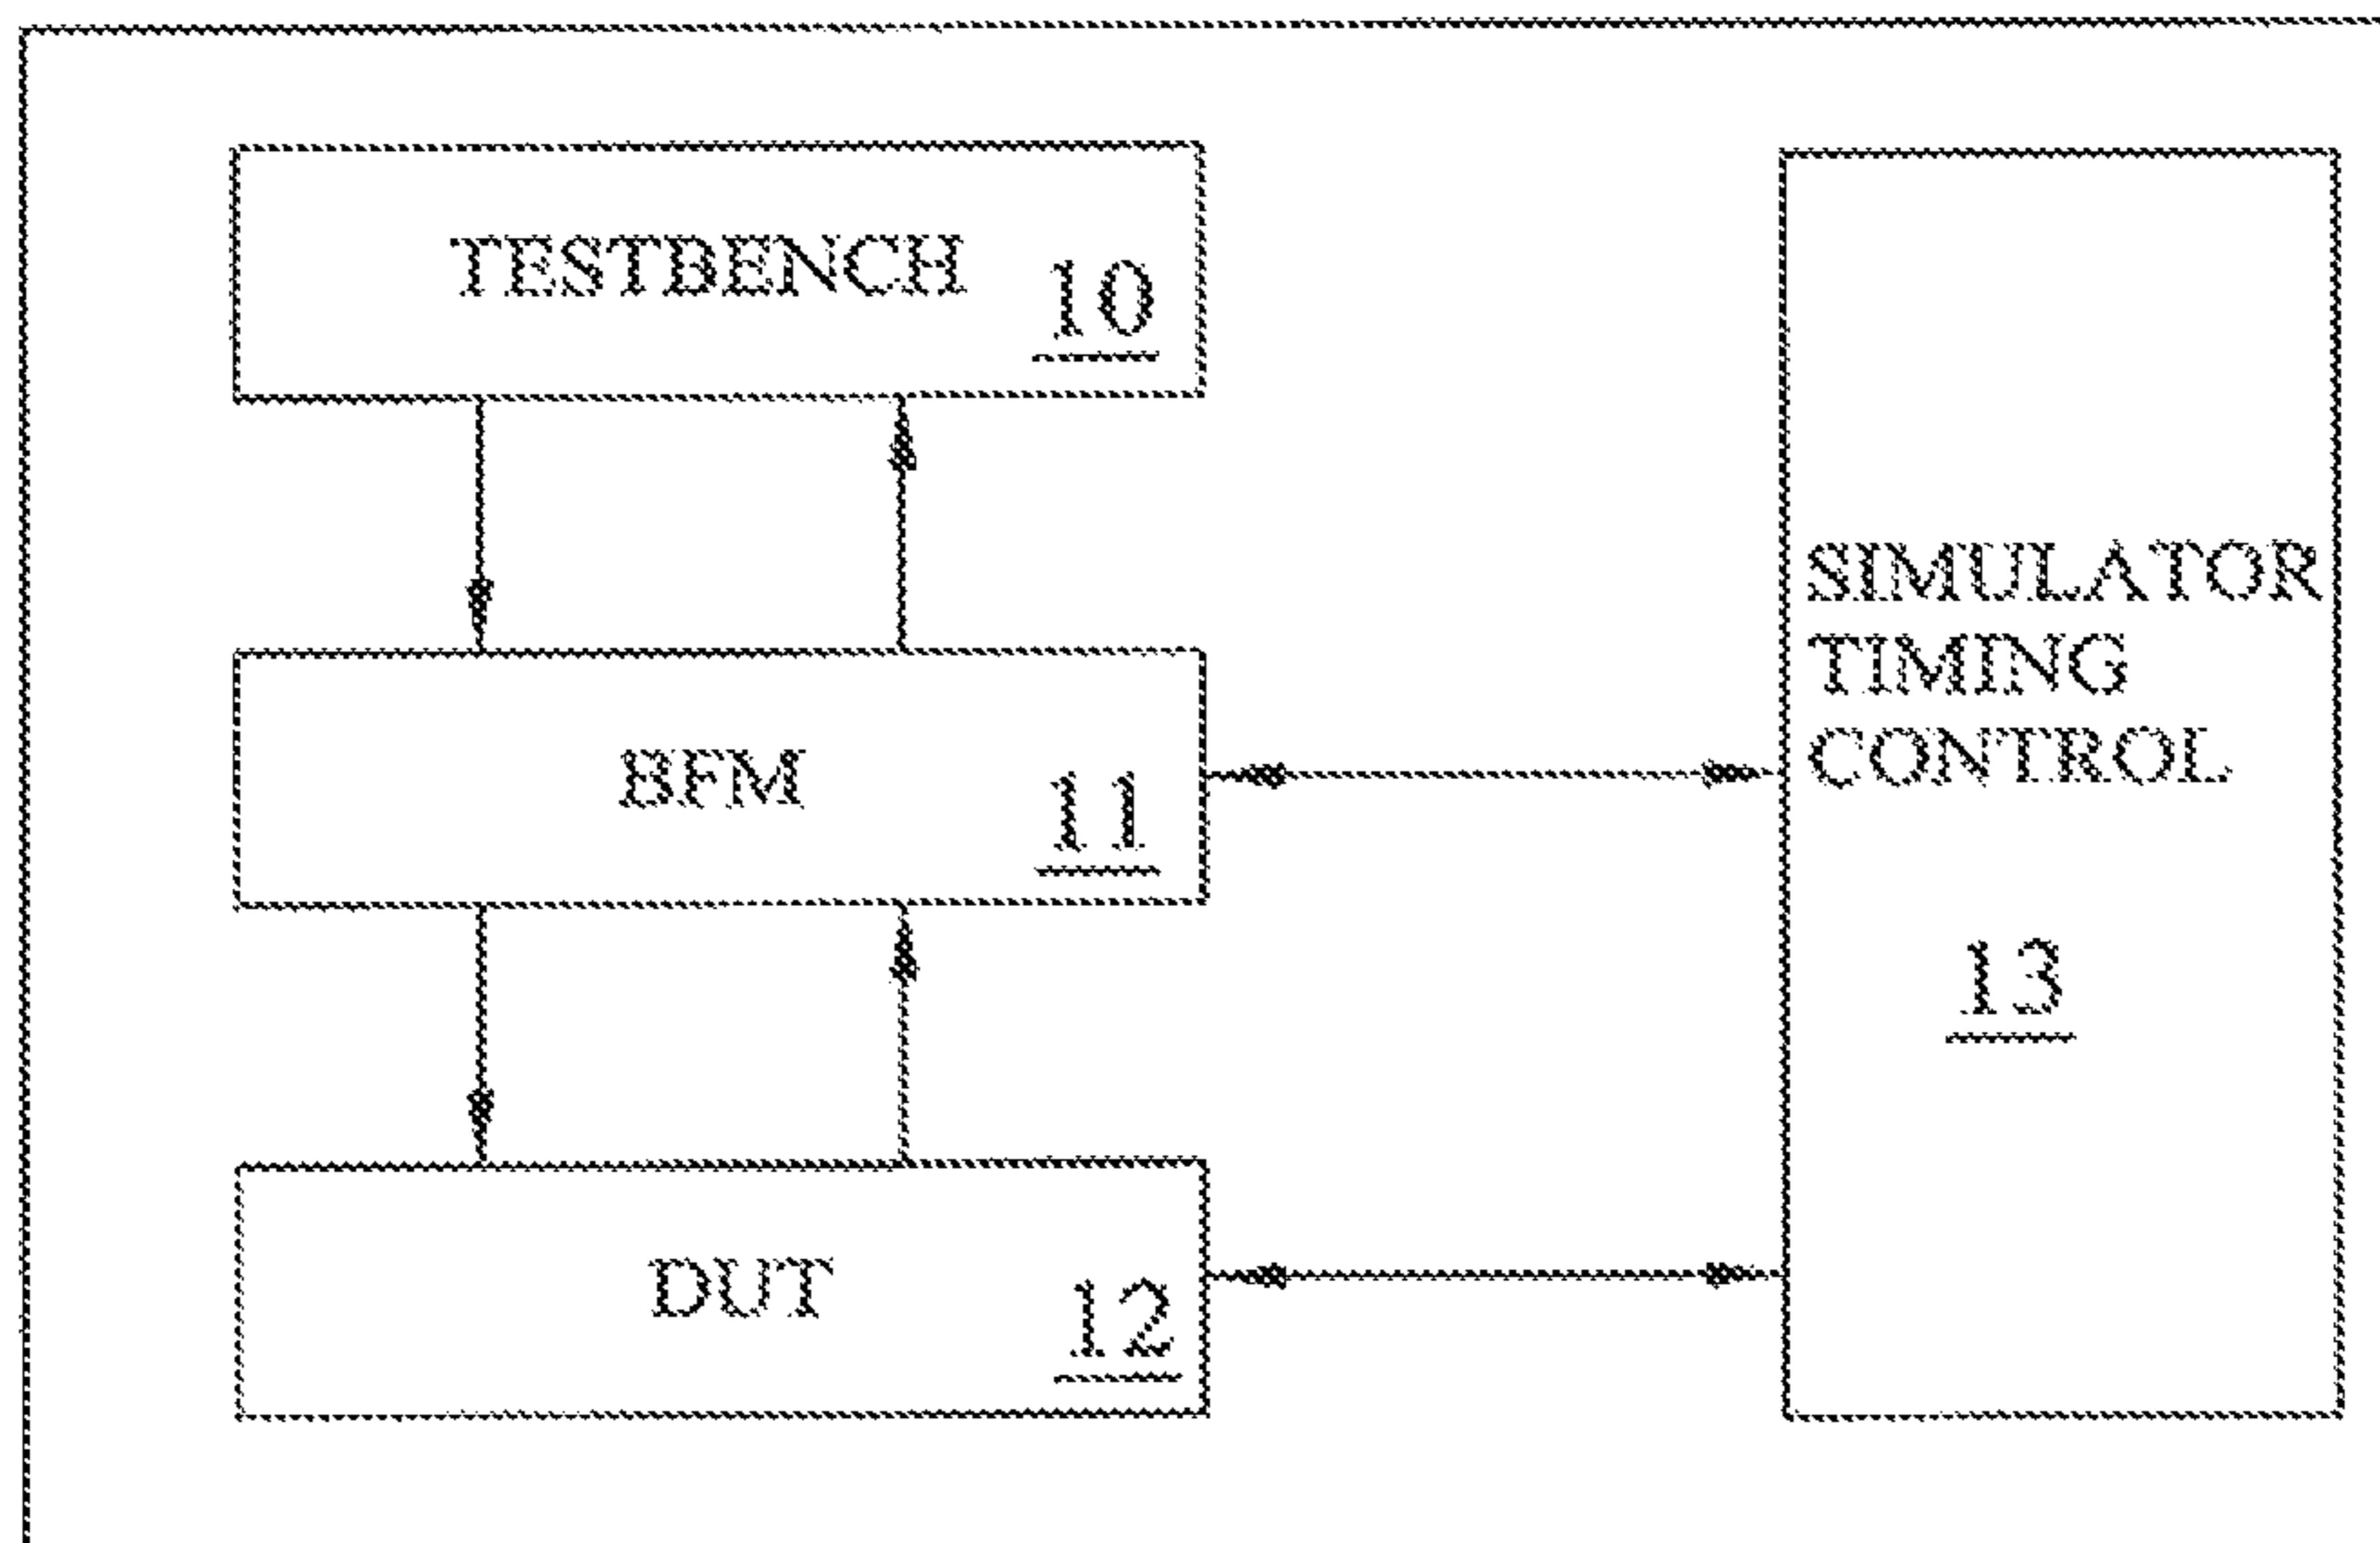 TESTBENCH
10
BFM
11
DUT
12
SIMULATOR
TIMING
CONTROL
13